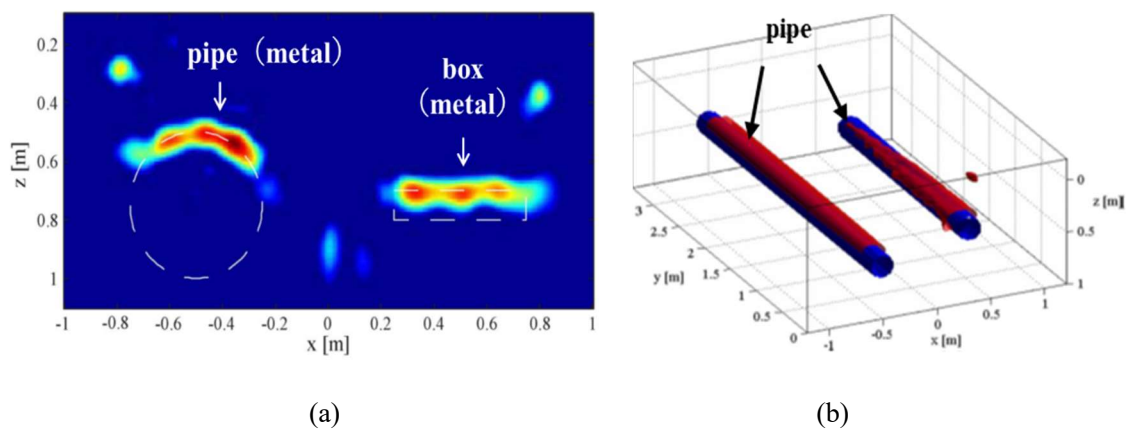 0.2
0.4
0.6
0.8
1
z [m]
pipe（metal）
box
（metal）
-1
-0.8
-0.6
-0.4
-0.2
0
0.2
0.4
0.6
0.8
1
x [m]
pipe
3
2.5
2
1.5
1
0.5
0
y [m]
-1
-0.5
0
0.5
1
x [m]
0
0.5
1
z [m]
(a)
(b)